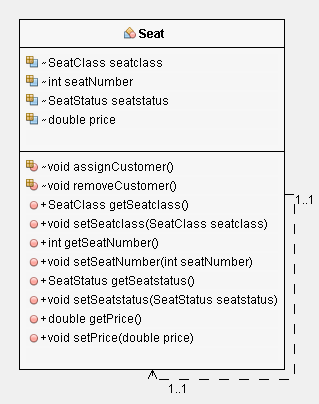 Seat
~SeatClass seatclass
~int seatNumber
~SeatStatus seatstatus
~double price
~void assignCustomer()
~void removeCustomer()
+SeatClass getSeatclass()
+void setSeatclass(SeatClass seatclass)
+int getSeatNumber()
+void setSeatNumber(int seatNumber)
+SeatStatus getSeatstatus()
+void setSeatstatus(SeatStatus seatstatus)
+double getPrice()
+void setPrice(double price)
1..1
1..1